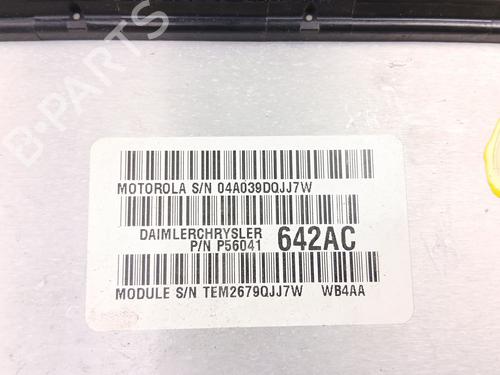 MOTOROLA S/N 04A039DQJJ7W
DAIMLERCHRYSLER
P/N P56041 642AC
MODULE S/N TEM2679QJJ7W WB4AA
B-PARTS